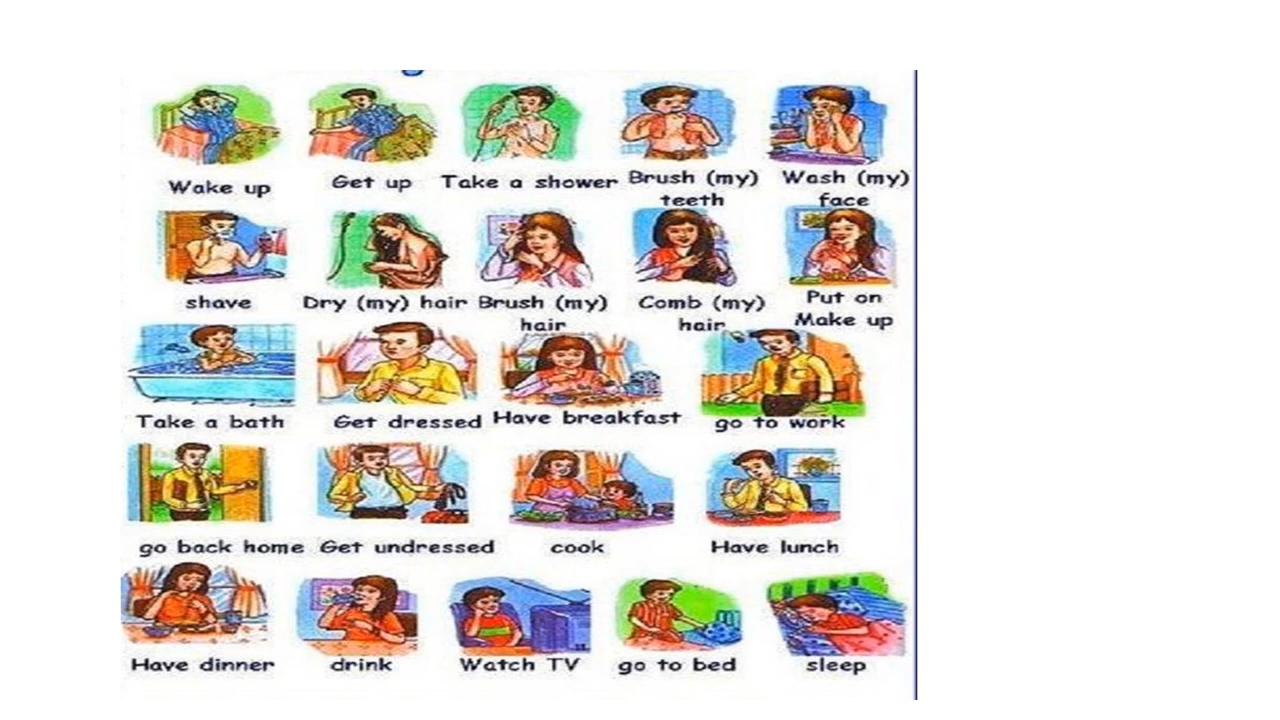 Wake up
Get up
Take a shower
Brush (my)
teeth
Wash (my)
face
shave
Dry (my) hair
Brush (my)
hair
Comb (my)
hair
Put on
Make up
Take a bath
Get dressed
Have breakfast
go to work
go back home
Get undressed
cook
Have lunch
Have dinner
drink
Watch TV
go to bed
sleep